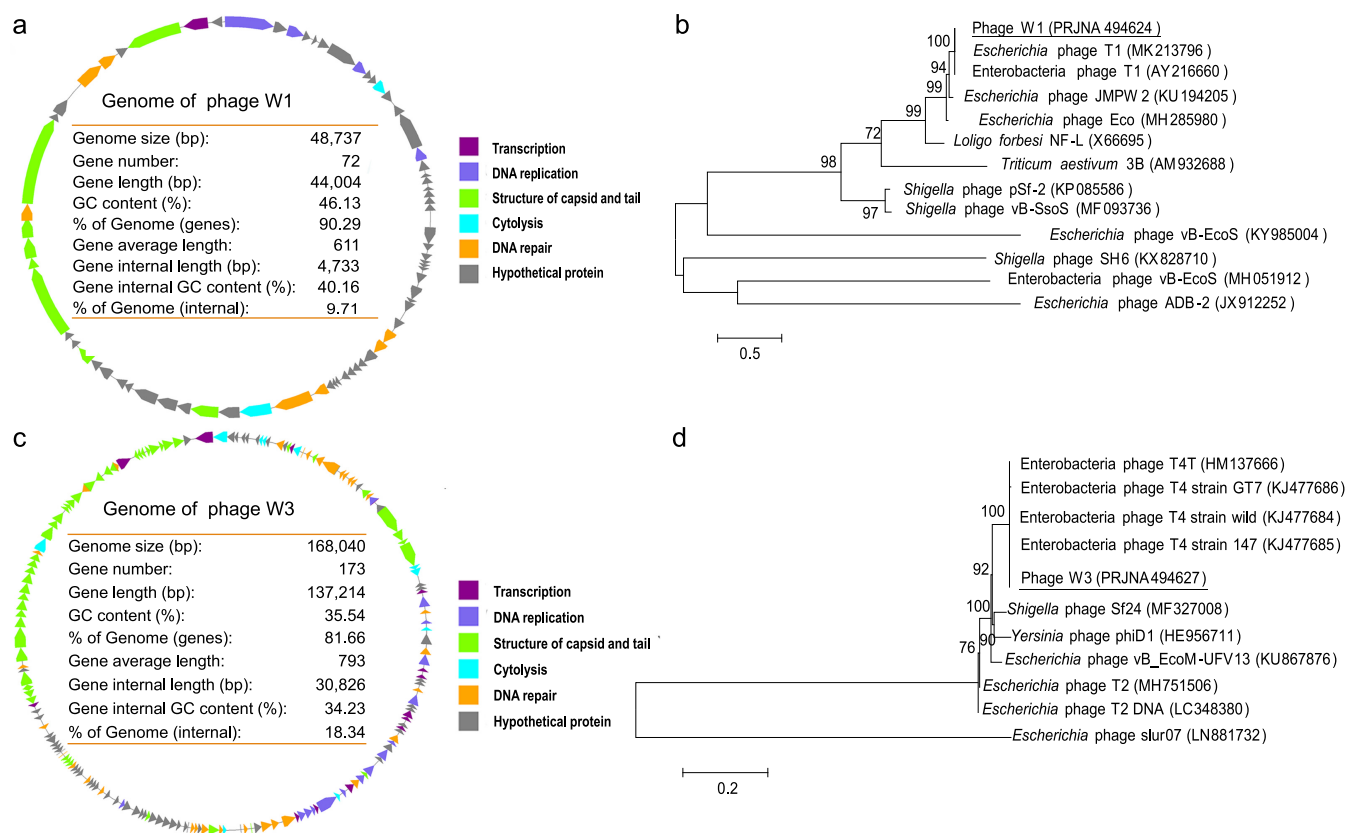 a
Genome of phage W1
Genome size (bp): 48,737
Gene number: 72
Gene length (bp): 44,004
GC content (%): 46.13
% of Genome (genes): 90.29
Gene average length: 611
Gene internal length (bp): 4,733
Gene internal GC content (%): 40.16
% of Genome (internal): 9.71
Transcription
DNA replication
Structure of capsid and tail
Cytolysis
DNA repair
Hypothetical protein
b
Phage W1 (PRJNA 494624)
100
Escherichia phage T1 (MK213796)
94
Enterobacteria phage T1 (AY216660)
99
Escherichia phage JMPW 2 (KU194205)
99
Escherichia phage Eco (MH285980)
72
Loligo forbesi NF-L (X66695)
98
Triticum aestivum 3B (AM932688)
Shigella phage pSf-2 (KP085586)
97
Shigella phage vB-SsoS (MF093736)
Escherichia phage vB-EcoS (KY985004)
Shigella phage SH6 (KX828710)
Enterobacteria phage vB-EcoS (MH051912)
Escherichia phage ADB-2 (JX912252)
0.5
c
Genome of phage W3
Genome size (bp): 168,040
Gene number: 173
Gene length (bp): 137,214
GC content (%): 35.54
% of Genome (genes): 81.66
Gene average length: 793
Gene internal length (bp): 30,826
Gene internal GC content (%): 34.23
% of Genome (internal): 18.34
Transcription
DNA replication
Structure of capsid and tail
Cytolysis
DNA repair
Hypothetical protein
d
Enterobacteria phage T4T (HM137666)
Enterobacteria phage T4 strain GT7 (KJ477686)
100
Enterobacteria phage T4 strain wild (KJ477684)
Enterobacteria phage T4 strain 147 (KJ477685)
92
Phage W3 (PRJNA 494627)
100
Shigella phage Sf24 (MF327008)
90
Yersinia phage phiD1 (HE956711)
76
Escherichia phage vB_EcoM-UFV13 (KU867876)
Escherichia phage T2 (MH751506)
Escherichia phage T2 DNA (LC348380)
Escherichia phage slur07 (LN881732)
0.2